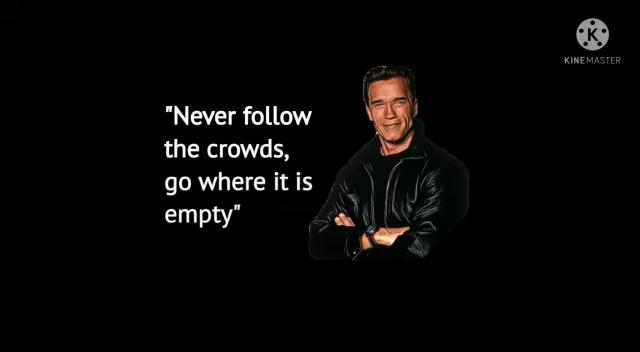 "Never follow
the crowds,
go where it is
empty"
K
KINEMASTER